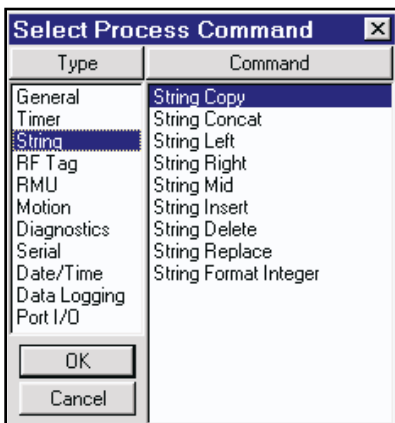 Select Process Command
Type
Command
General
Timer
String
RF Tag
RMU
Motion
Diagnostics
Serial
Date/Time
Data Logging
Port I/O
String Copy
String Concat
String Left
String Right
String Mid
String Insert
String Delete
String Replace
String Format Integer
OK
Cancel